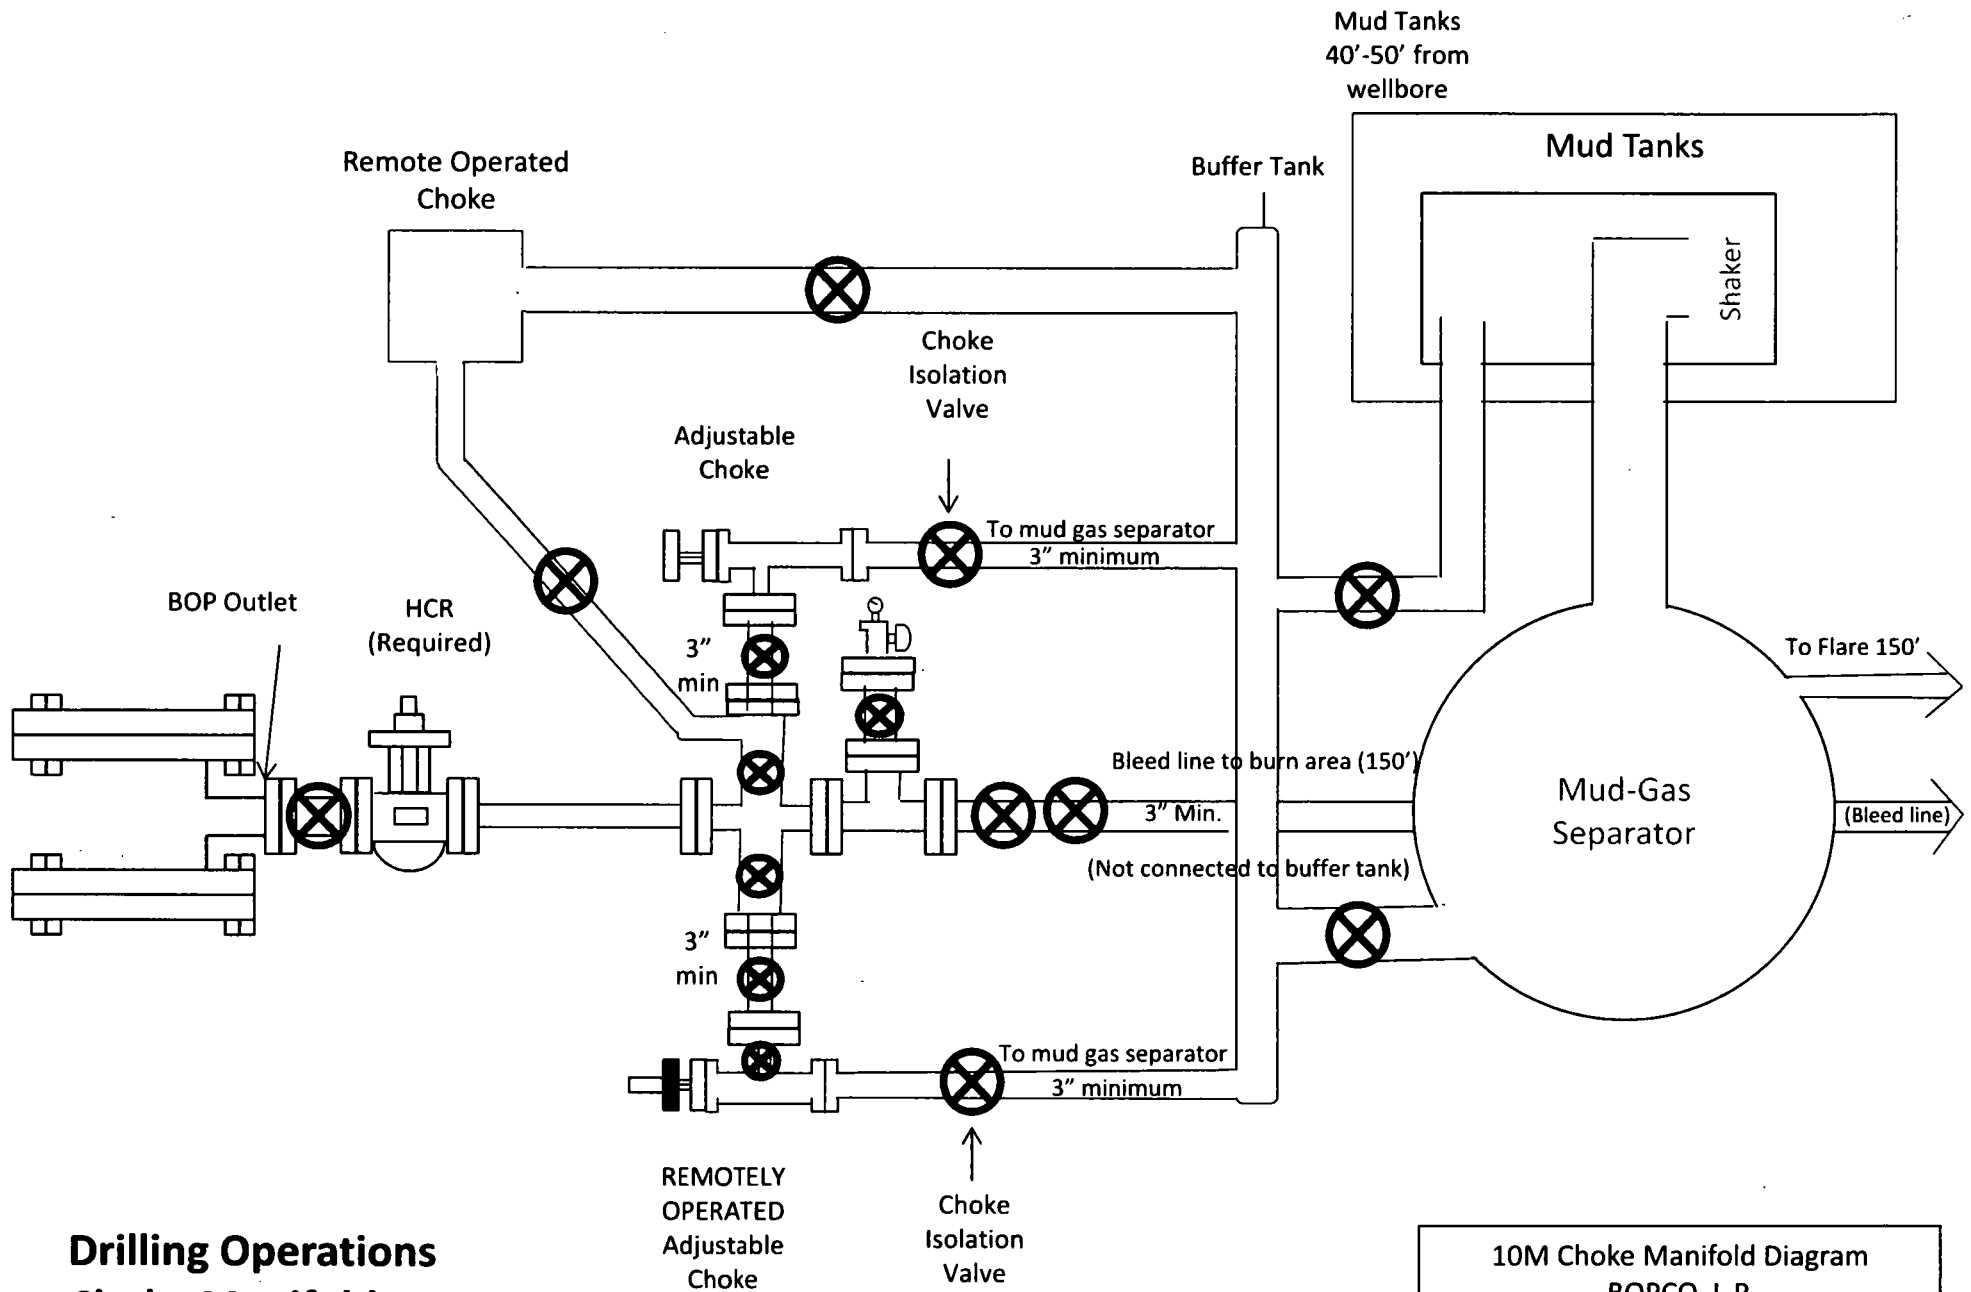 Mud Tanks
40'-50' from
wellbore
Mud Tanks
Remote Operated
Choke
Buffer Tank
Shaker
Choke
Isolation
Valve
Adjustable
Choke
To mud gas separator
3" minimum
BOP Outlet
HCR
(Required)
3"
min
To Flare 150'
Bleed line to burn area (150')
3" Min.
(Not connected to buffer tank)
Mud-Gas
Separator
(Bleed line)
3"
min
To mud gas separator
3" minimum
REMOTELY
OPERATED
Adjustable
Choke
Choke
Isolation
Valve
Drilling Operations
10M Choke Manifold Diagram